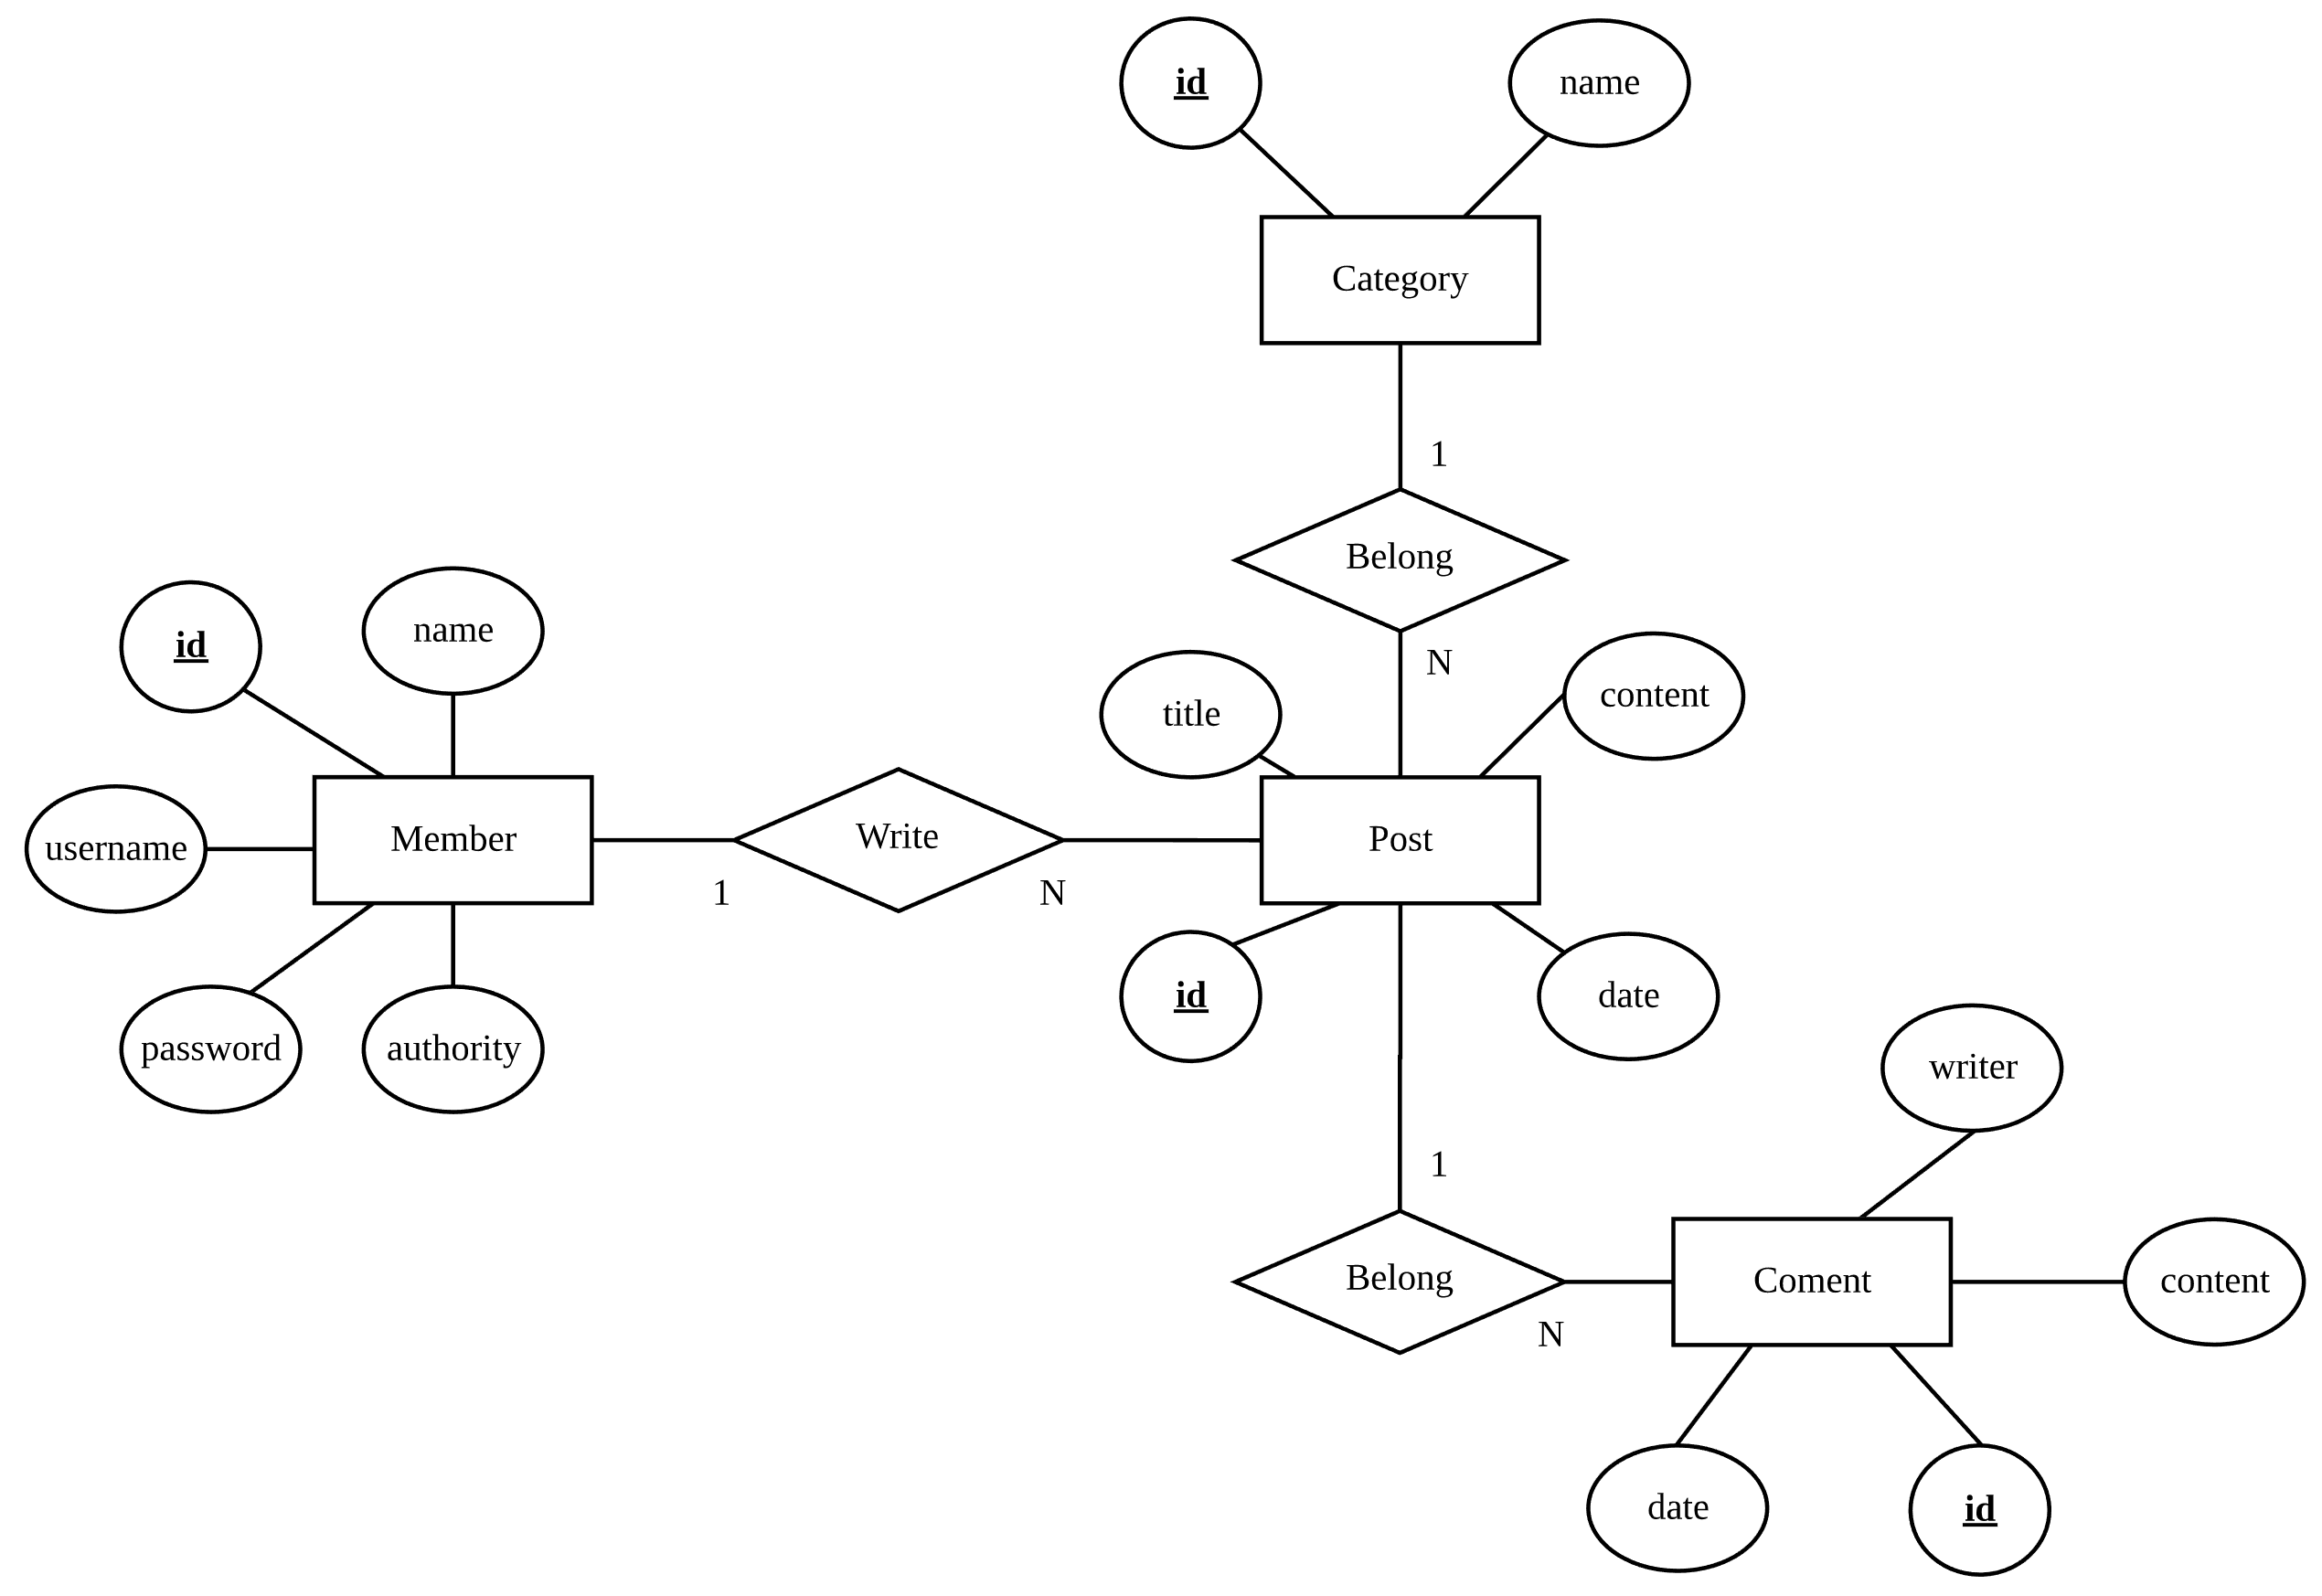 id
name
Category
1
Belong
N
id
name
title
content
username
Member
Write
Post
1
N
password
authority
id
date
writer
1
Belong
Coment
content
N
date
id